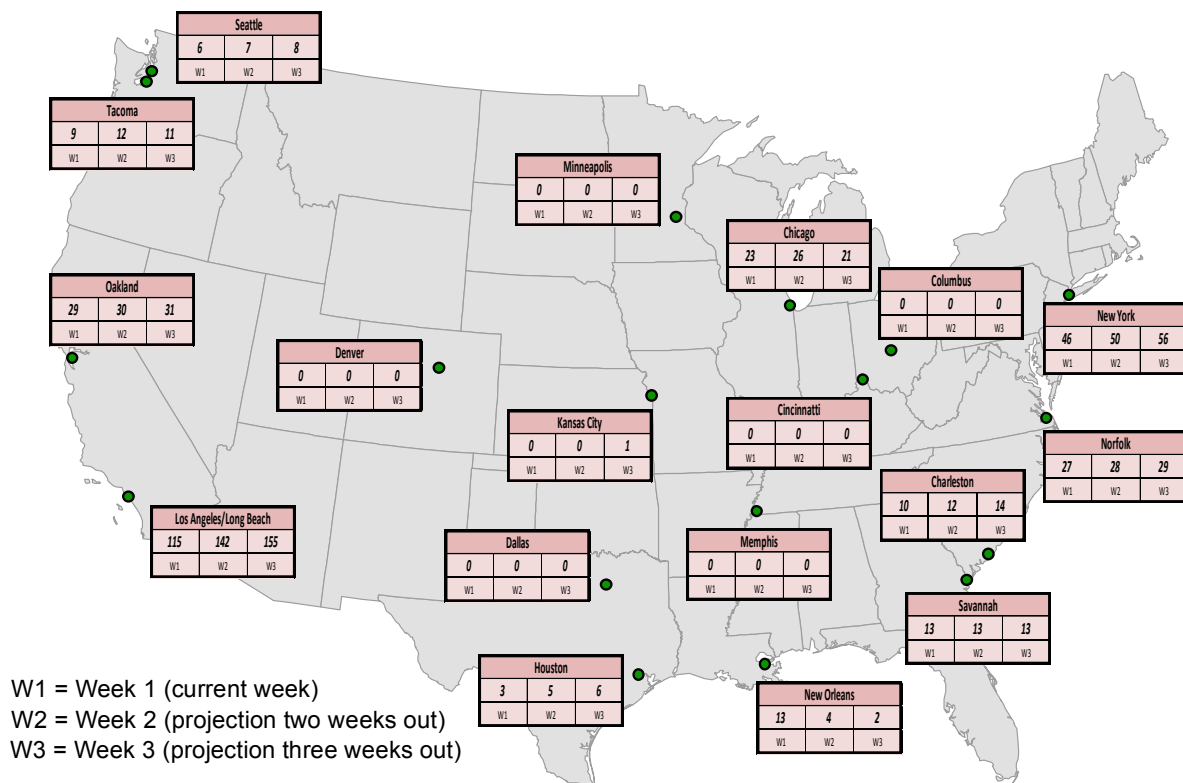 Seattle
6 7 8
W1 W2 W3
Tacoma
9 12 11
W1 W2 W3
Minneapolis
0 0 0
W1 W2 W3
Chicago
23 26 21
W1 W2 W3
Oakland
29 30 31
W1 W2 W3
Columbus
0 0 0
W1 W2 W3
New York
46 50 56
W1 W2 W3
Denver
0 0 0
W1 W2 W3
Kansas City
0 0 1
W1 W2 W3
Cincinnatti
0 0 0
W1 W2 W3
Norfolk
27 28 29
W1 W2 W3
Charleston
10 12 14
W1 W2 W3
Los Angeles/Long Beach
115 142 155
W1 W2 W3
Dallas
0 0 0
W1 W2 W3
Memphis
0 0 0
W1 W2 W3
Savannah
13 13 13
W1 W2 W3
Houston
3 5 6
W1 W2 W3
New Orleans
13 4 2
W1 W2 W3
W1 = Week 1 (current week)
W2 = Week 2 (projection two weeks out)
W3 = Week 3 (projection three weeks out)